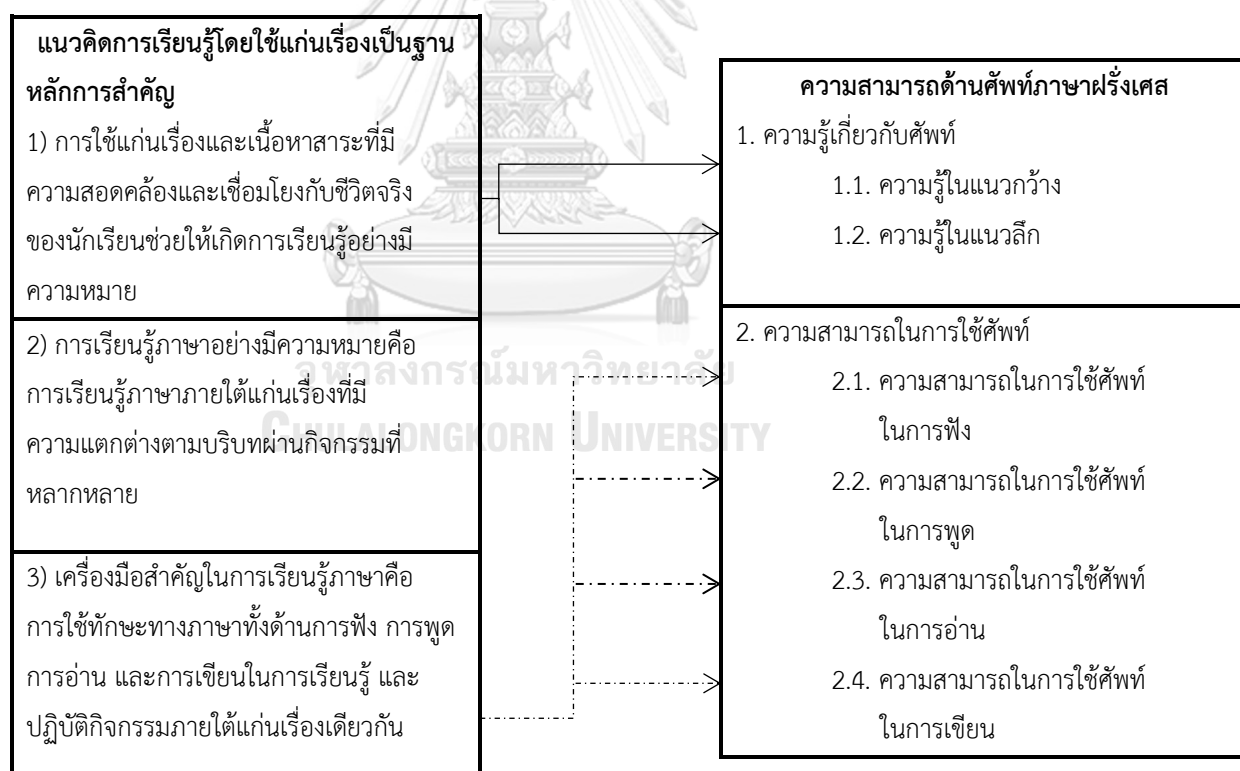 แนวคิดการเรียนรู้โดยใช้แก่นเรื่องเป็นฐาน
หลักการสำคัญ
1) การใช้แก่นเรื่องและเนื้อหาสาระที่มี
ความสอดคล้องและเชื่อมโยงกับชีวิตจริง
ของนักเรียนช่วยให้เกิดการเรียนรู้อย่างมี
ความหมาย
2) การเรียนรู้ภาษาอย่างมีความหมายคือ
การเรียนรู้ภาษาภายใต้แก่นเรื่องที่มี
ความแตกต่างตามบริบทผ่านกิจกรรมที่
หลากหลาย
3) เครื่องมือสำคัญในการเรียนรู้ภาษาคือ
การใช้ทักษะทางภาษาทั้งด้านการฟัง การพูด
การอ่าน และการเขียนในการเรียนรู้ และ
ปฏิบัติกิจกรรมภายใต้แก่นเรื่องเดียวกัน
ความสามารถด้านศัพท์ภาษาฝรั่งเศส
1. ความรู้เกี่ยวกับศัพท์
1.1. ความรู้ในแนวกว้าง
1.2. ความรู้ในแนวลึก
2. ความสามารถในการใช้ศัพท์
2.1. ความสามารถในการใช้ศัพท์
ในการฟัง
2.2. ความสามารถในการใช้ศัพท์
ในการพูด
2.3. ความสามารถในการใช้ศัพท์
ในการอ่าน
2.4. ความสามารถในการใช้ศัพท์
ในการเขียน
จุฬาลงกรณ์มหาวิทยาลัย
CHULALONGKORN UNIVERSITY